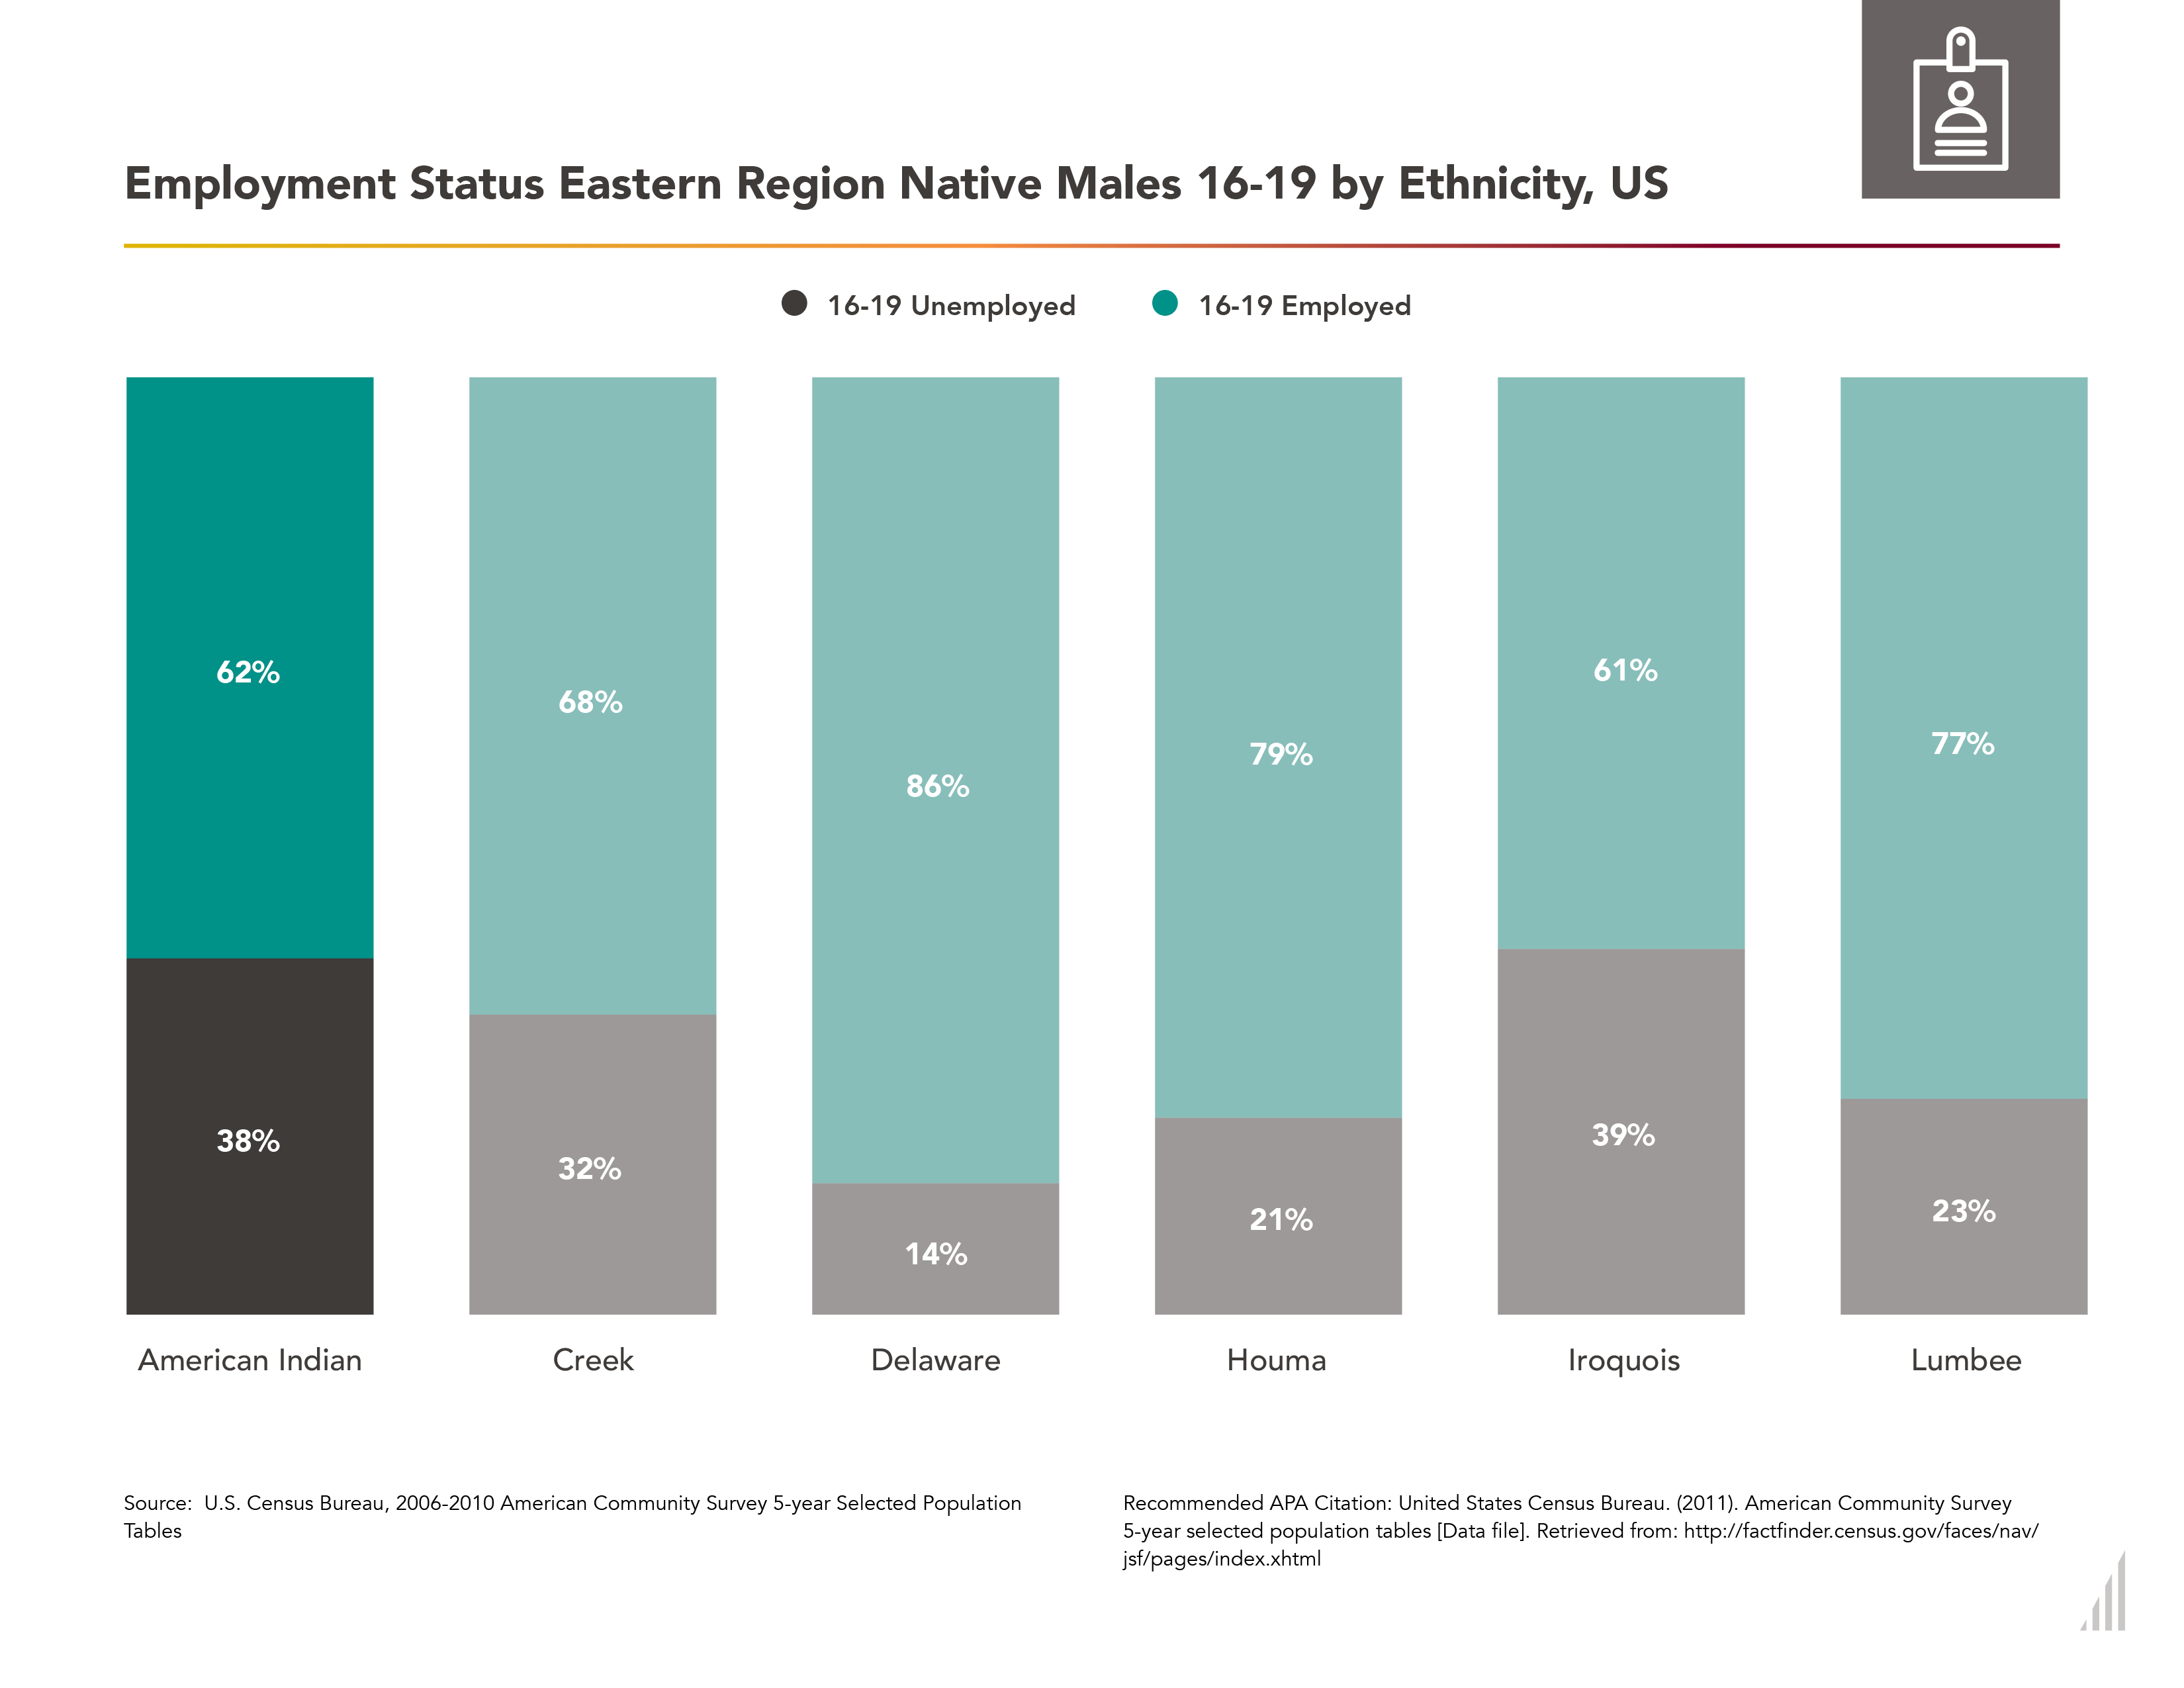 Employment Status Eastern Region Native Males 16-19 by Ethnicity, US
16-19 Unemployed
16-19 Employed
62%
68%
86%
79%
61%
77%
38%
32%
14%
21%
39%
23%
American Indian
Creek
Delaware
Houma
Iroquois
Lumbee
Source:  U.S. Census Bureau, 2006-2010 American Community Survey 5-year Selected Population
Tables
Recommended APA Citation: United States Census Bureau. (2011). American Community Survey
5-year selected population tables [Data file]. Retrieved from: http://factfinder.census.gov/faces/nav/
jsf/pages/index.xhtml